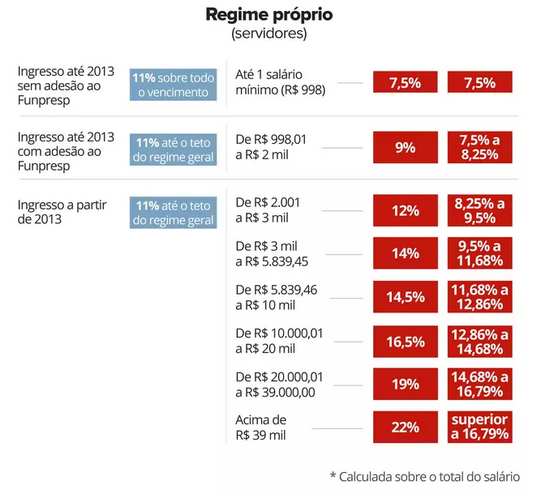 Regime próprio
(servidores)
Ingresso até 2013
sem adesão ao
Funpresp
11% sobre todo
o vencimento
Até 1 salário
mínimo (R$ 998)
7,5%
7,5%
Ingresso até 2013
com adesão ao
Funpresp
11% até o teto
do regime geral
De R$ 998,01
a R$ 2 mil
9%
7,5% a
8,25%
Ingresso a partir
de 2013
11% até o teto
do regime geral
De R$ 2.001
a R$ 3 mil
12%
8,25% a
9,5%
De R$ 3 mil
a R$ 5.839,45
14%
9,5% a
11,68%
De R$ 5.839,46
a R$ 10 mil
14,5%
11,68% a
12,86%
De R$ 10.000,01
a R$ 20 mil
16,5%
12,86% a
14,68%
De R$ 20.000,01
a R$ 39.000,00
19%
14,68% a
16,79%
Acima de
R$ 39 mil
22%
superior
a 16,79%
* Calculada sobre o total do salário